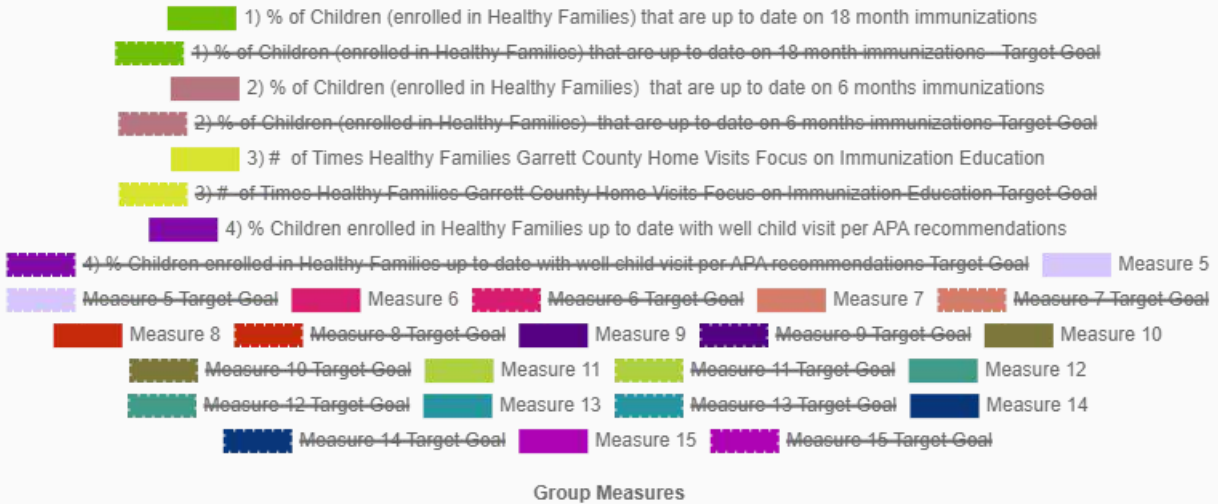 1) % of Children (enrolled in Healthy Families) that are up to date on 18 month immunizations
1) % of Children (enrolled in Healthy Families) that are up to date on 18 month immunizations - Target Goal
2) % of Children (enrolled in Healthy Families)  that are up to date on 6 months immunizations
2) % of Children (enrolled in Healthy Families)  that are up to date on 6 months immunizations Target Goal
3) #  of Times Healthy Families Garrett County Home Visits Focus on Immunization Education
3) #  of Times Healthy Families Garrett County Home Visits Focus on Immunization Education Target Goal
4) % Children enrolled in Healthy Families up to date with well child visit per APA recommendations
4) % Children enrolled in Healthy Families up to date with well child visit per APA recommendations Target Goal Measure 5
Measure 5 Target Goal Measure 6 Measure 6 Target Goal Measure 7 Measure 7 Target Goal
Measure 8 Measure 8 Target Goal Measure 9 Measure 9 Target Goal Measure 10
Measure 10 Target Goal Measure 11 Measure 11 Target Goal Measure 12
Measure 12 Target Goal Measure 13 Measure 13 Target Goal Measure 14
Measure 14 Target Goal Measure 15 Measure 15 Target Goal
Group Measures